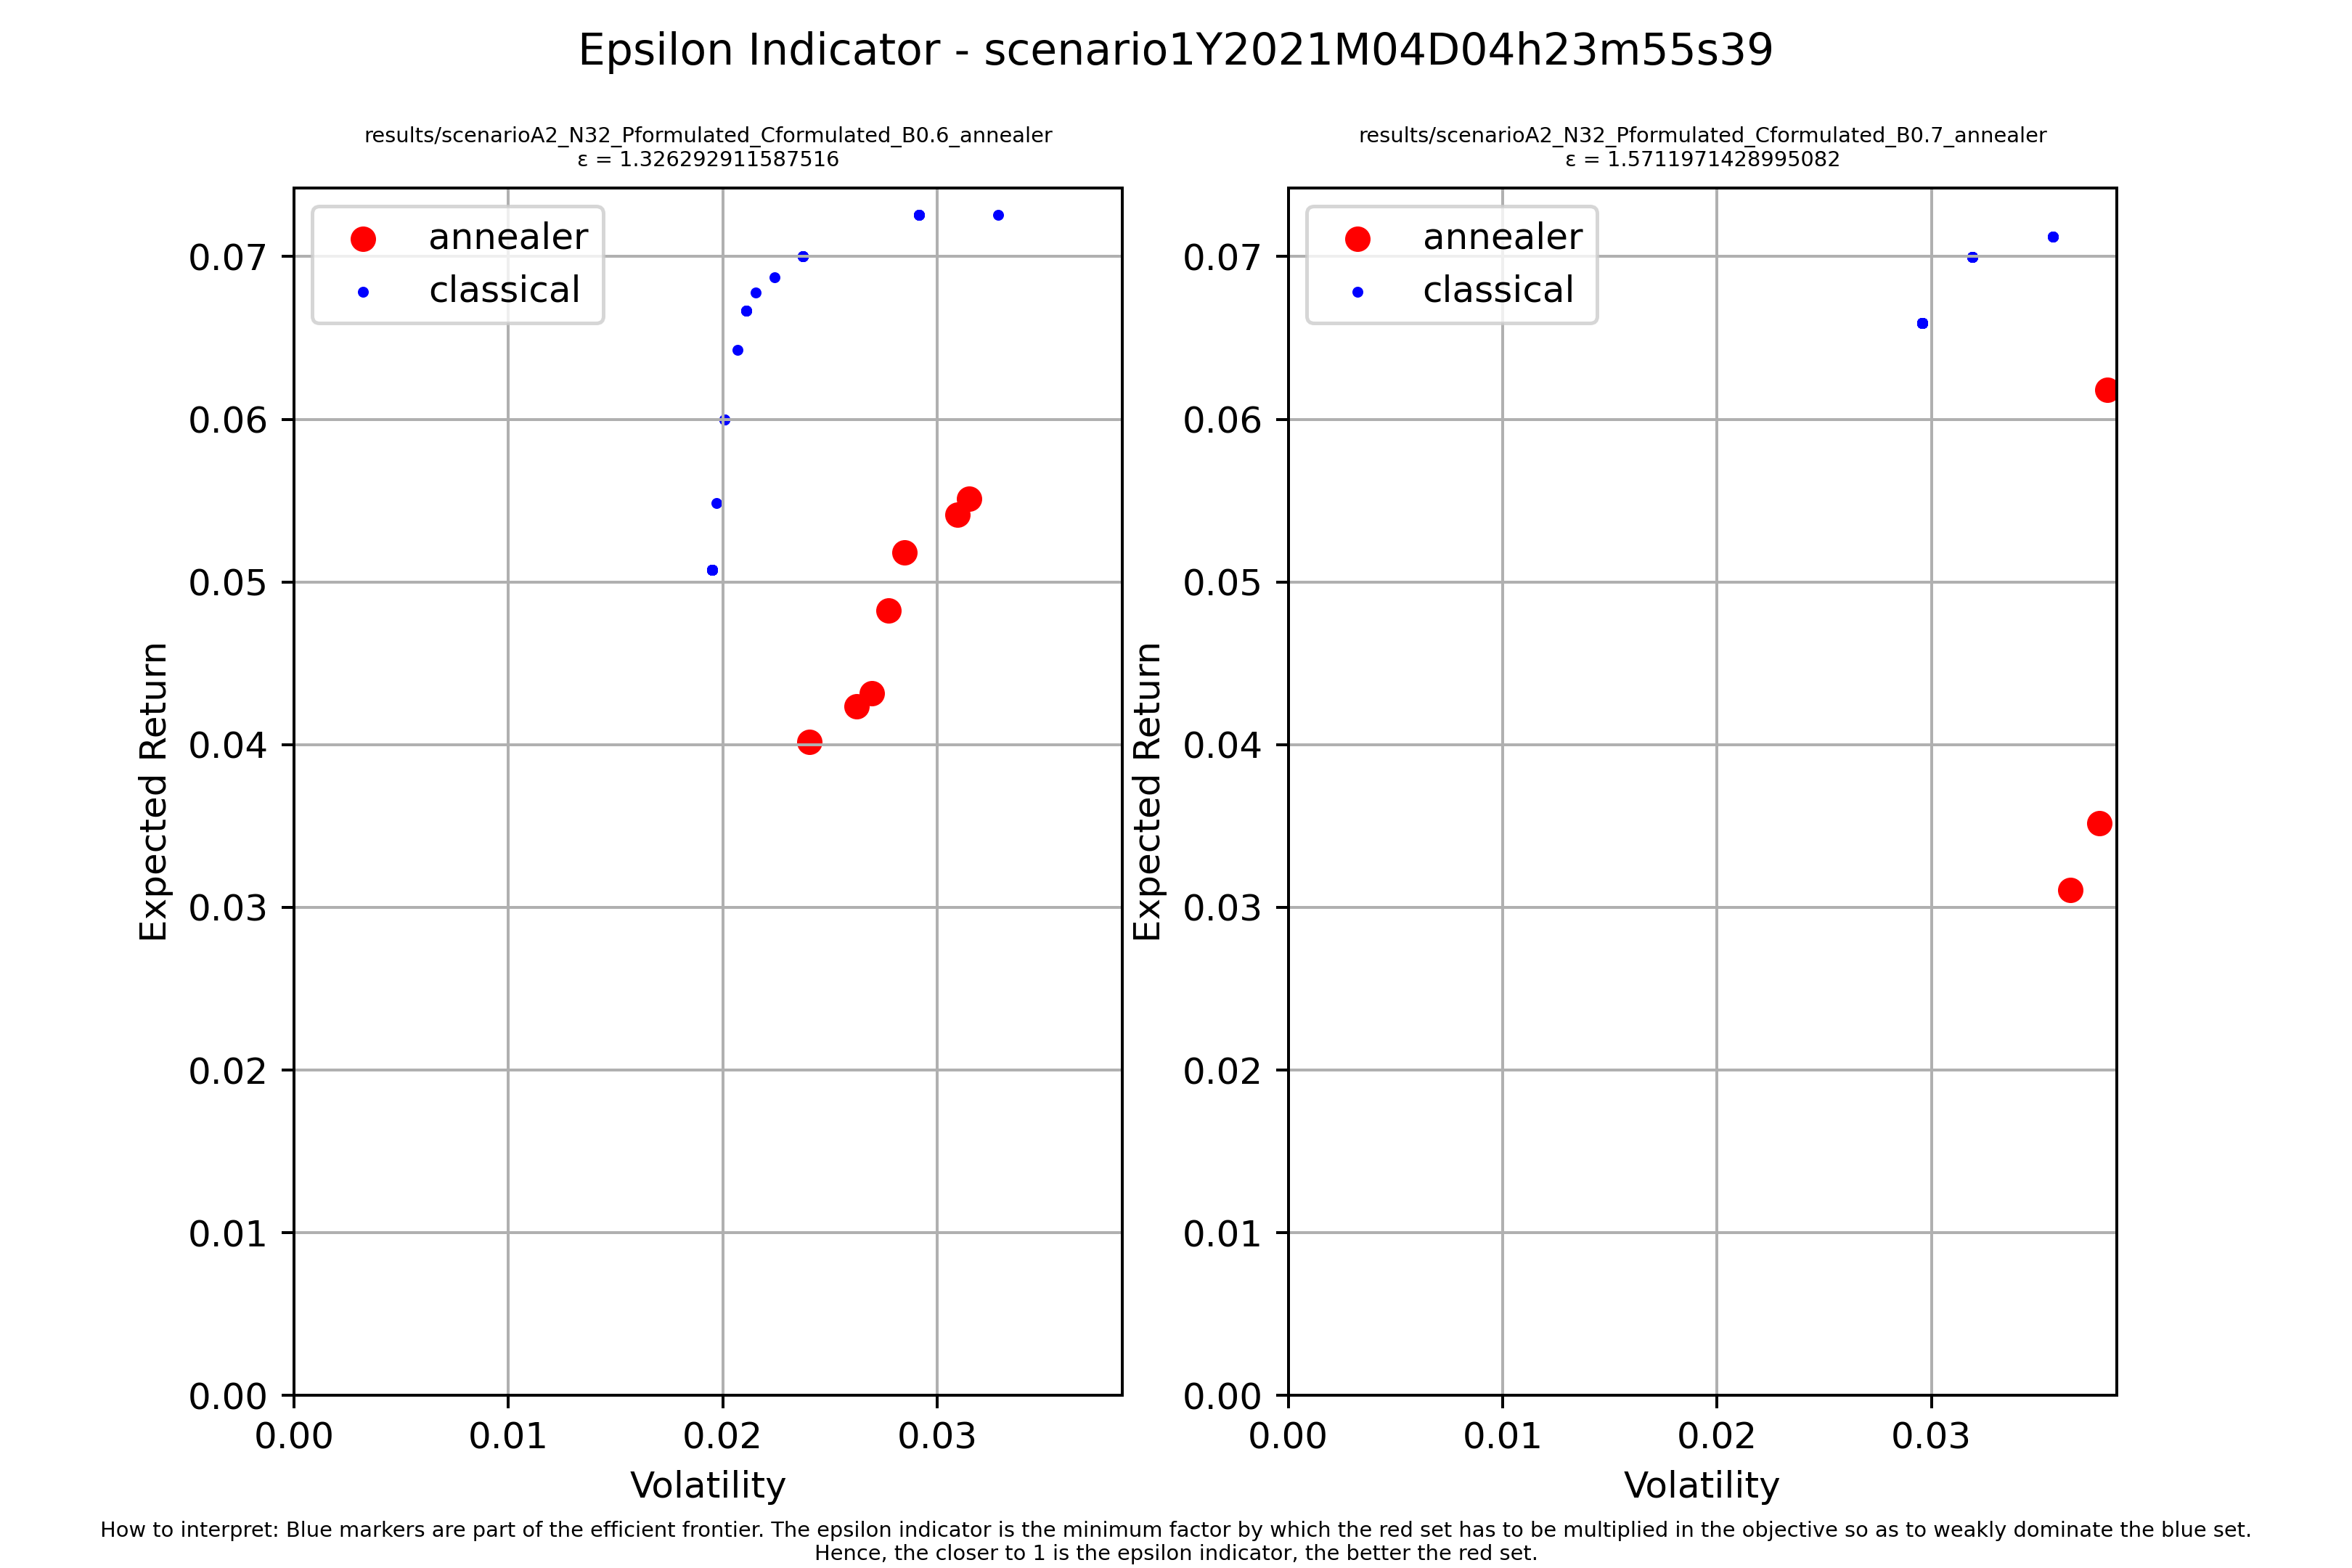 Epsilon Indicator - scenario1Y2021M04D04h23m55s39
results/scenarioA2_N32_Pformulated_Cformulated_B0.6_annealer
ε = 1.326292911587516
annealer
classical
0.07
0.06
0.05
0.04
0.03
0.02
0.01
0.00
Expected Return
0.00 0.01 0.02 0.03
Volatility
results/scenarioA2_N32_Pformulated_Cformulated_B0.7_annealer
ε = 1.5711971428995082
annealer
classical
0.07
0.06
0.05
0.04
0.03
0.02
0.01
0.00
Expected Return
0.00 0.01 0.02 0.03
Volatility
How to interpret: Blue markers are part of the efficient frontier. The epsilon indicator is the minimum factor by which the red set has to be multiplied in the objective so as to weakly dominate the blue set.
Hence, the closer to 1 is the epsilon indicator, the better the red set.